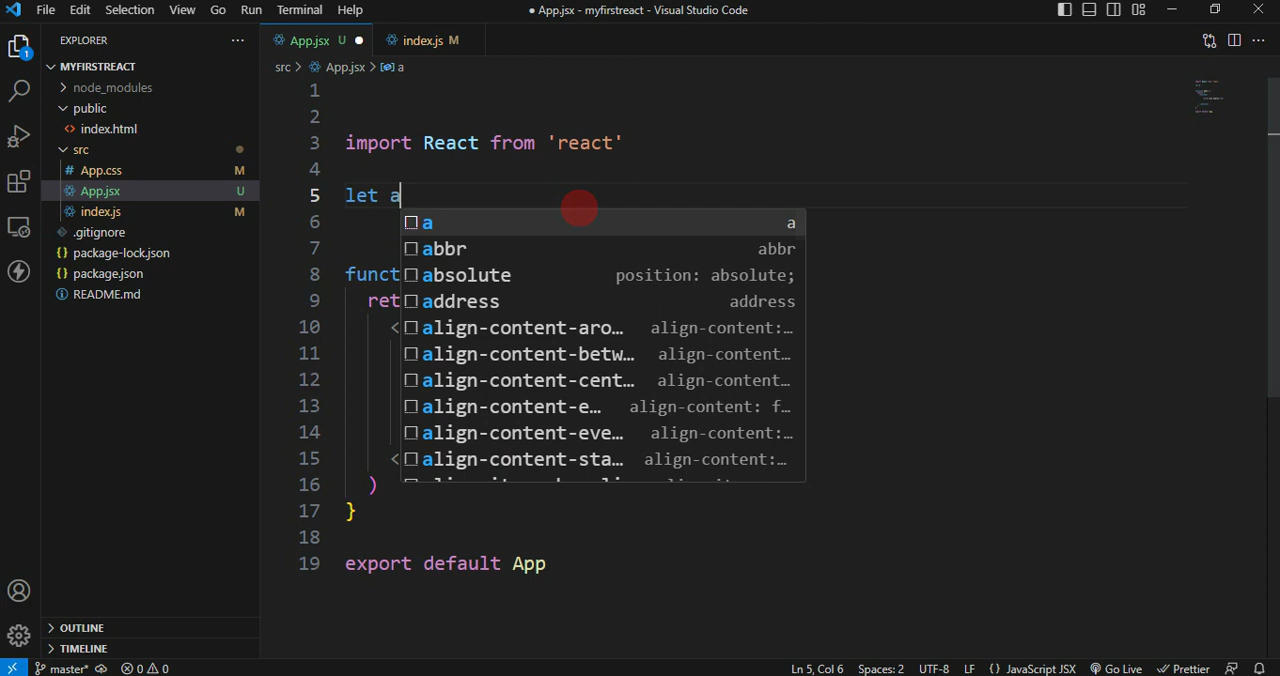 File Edit Selection View Go Run Terminal Help
● App.jsx - myfirstreact - Visual Studio Code
EXPLORER
MYFIRSTREACT
node_modules
public
index.html
src
App.css M
App.jsx U
index.js M
.gitignore
package-lock.json
package.json
README.md
OUTLINE
TIMELINE
1
App.jsx U
index.js M
src > App.jsx > a
1
2
3 import React from 'react'
4
5 let a
6
7
8 funct
9 ret
10 <
11
12
13
14
15 <
16 )
17 }
18
19 export default App
a a
abbr abbr
absolute position: absolute;
address address
align-content-aro... align-content:...
align-content-betw... align-content...
align-content-cent... align-content...
align-content-e... align-content: f...
align-content-eve... align-content:...
align-content-sta... align-content:...
master* 0 0 Ln 5, Col 6 Spaces: 2 UTF-8 LF {} JavaScript JSX Go Live Prettier